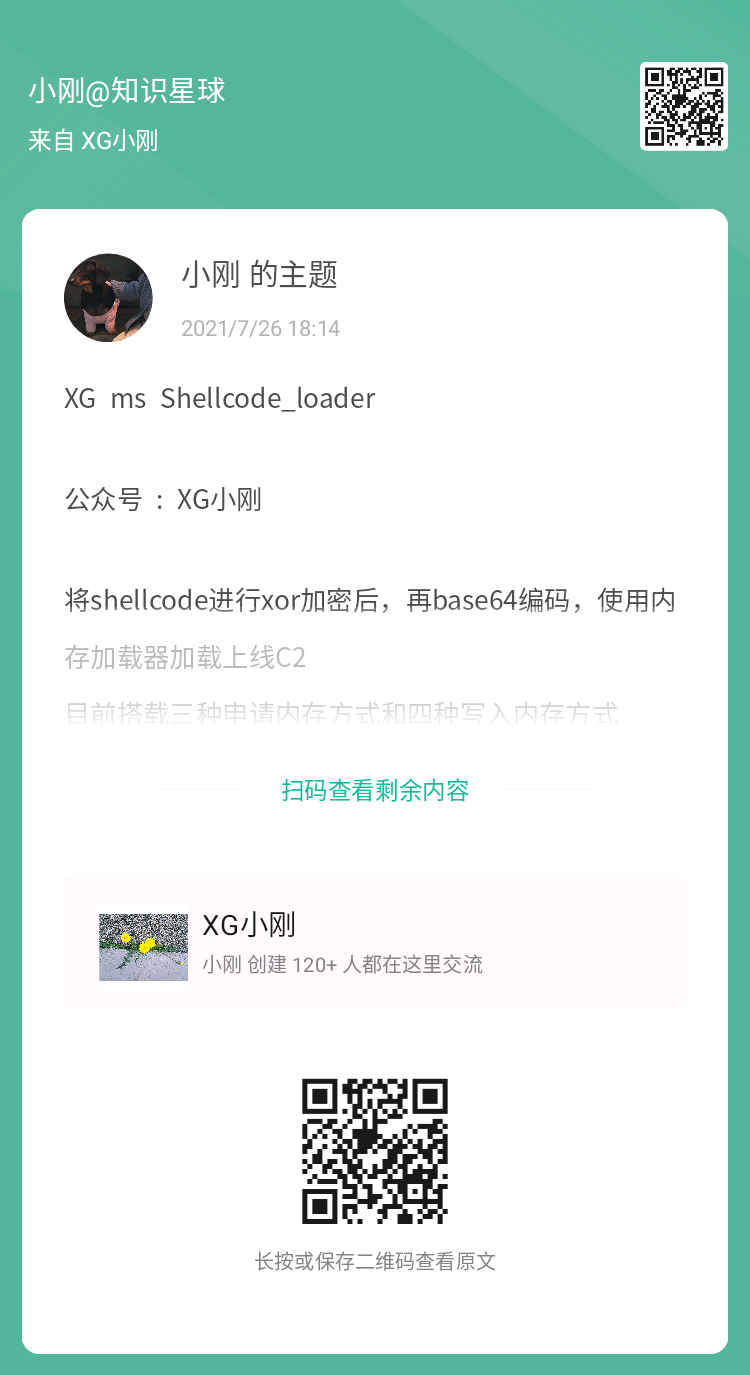 小刚@知识星球
来自 XG小刚
小刚 的主题
2021/7/26 18:14
XG ms Shellcode_loader
公众号 : XG小刚
将shellcode进行xor加密后，再base64编码，使用内
存加载器加载上线C2
目前搭载三种申请内存方式和四种写入内存方式
扫码查看剩余内容
XG小刚
小刚 创建 120+ 人都在这里交流
长按或保存二维码查看原文